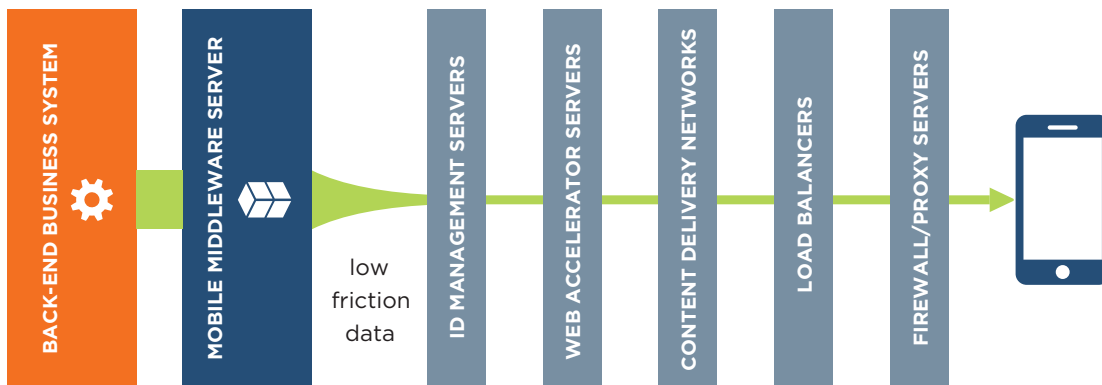 BACK-END BUSINESS SYSTEM
MOBILE MIDDLEWARE SERVER
low
friction
data
ID MANAGEMENT SERVERS
WEB ACCELERATOR SERVERS
CONTENT DELIVERY NETWORKS
LOAD BALANCERS
FIREWALL/PROXY SERVERS